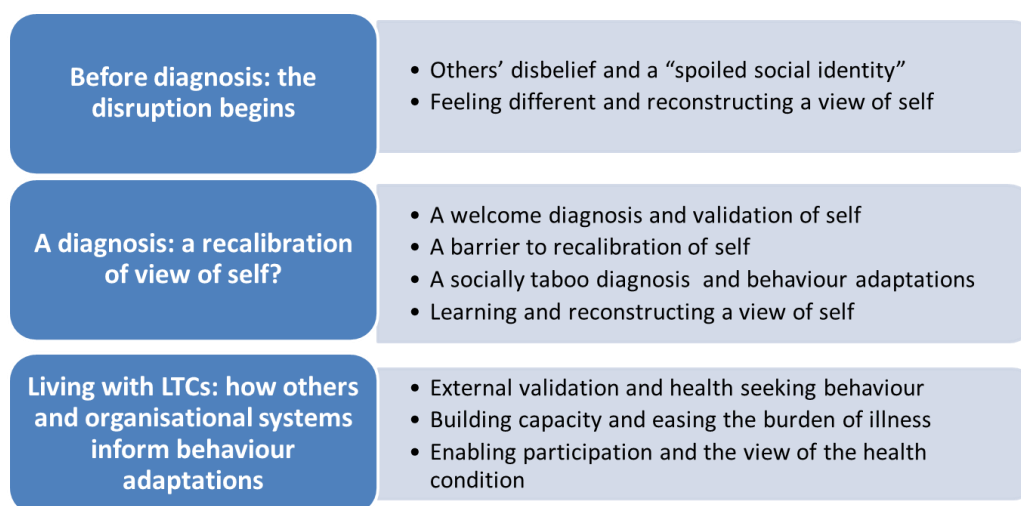 Before diagnosis: the
disruption begins
• Others’ disbelief and a “spoiled social identity”
• Feeling different and reconstructing a view of self
A diagnosis: a recalibration
of view of self?
• A welcome diagnosis and validation of self
• A barrier to recalibration of self
• A socially taboo diagnosis  and behaviour adaptations
• Learning and reconstructing a view of self
Living with LTCs: how others
and organisational systems
inform behaviour
adaptations
• External validation and health seeking behaviour
• Building capacity and easing the burden of illness
• Enabling participation and the view of the health
condition